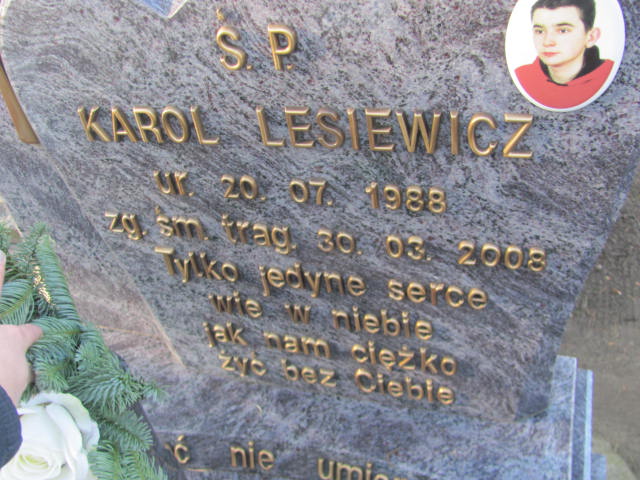 Ś. P.
KAROL LESIEWICZ
ur. 20. 07. 1988
zg. śm. trag. 30. 03. 2008
Tylko jedyne serce
wie w niebie
jak nam ciężko
żyć bez Ciebie
nie